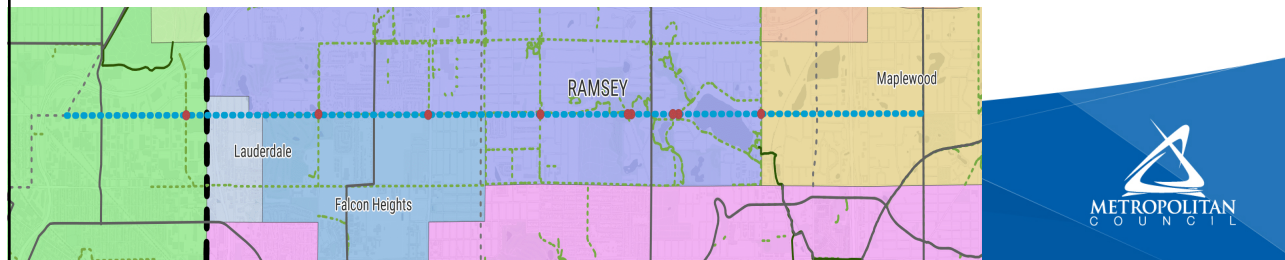 RAMSEY
Maplewood
Lauderdale
Falcon Heights
METROPOLITAN
COUNCIL